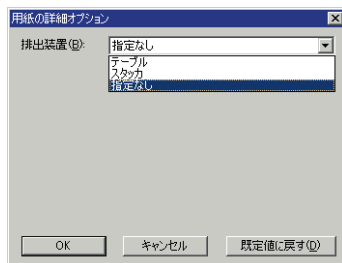 用紙の詳細オプション
排出装置(B): 指定なし
テーブル
スタッカ
指定なし
OK キャンセル 既定値に戻す(D)